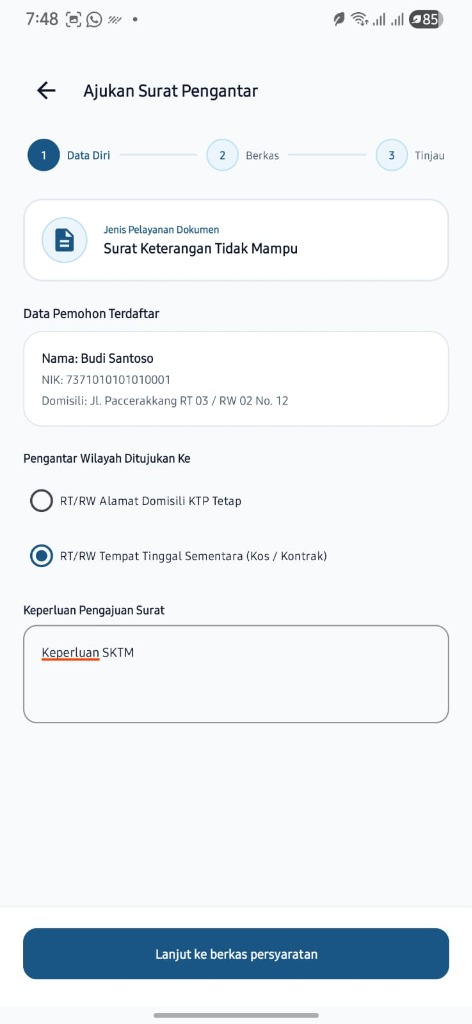 7:48
85
Ajukan Surat Pengantar
1 Data Diri 2 Berkas 3 Tinjau
Jenis Pelayanan Dokumen
Surat Keterangan Tidak Mampu
Data Pemohon Terdaftar
Nama: Budi Santoso
NIK: 7371010101010001
Domisili: Jl. Paccerakkang RT 03 / RW 02 No. 12
Pengantar Wilayah Ditujukan Ke
RT/RW Alamat Domisili KTP Tetap
RT/RW Tempat Tinggal Sementara (Kos / Kontrak)
Keperluan Pengajuan Surat
Keperluan SKTM
Lanjut ke berkas persyaratan